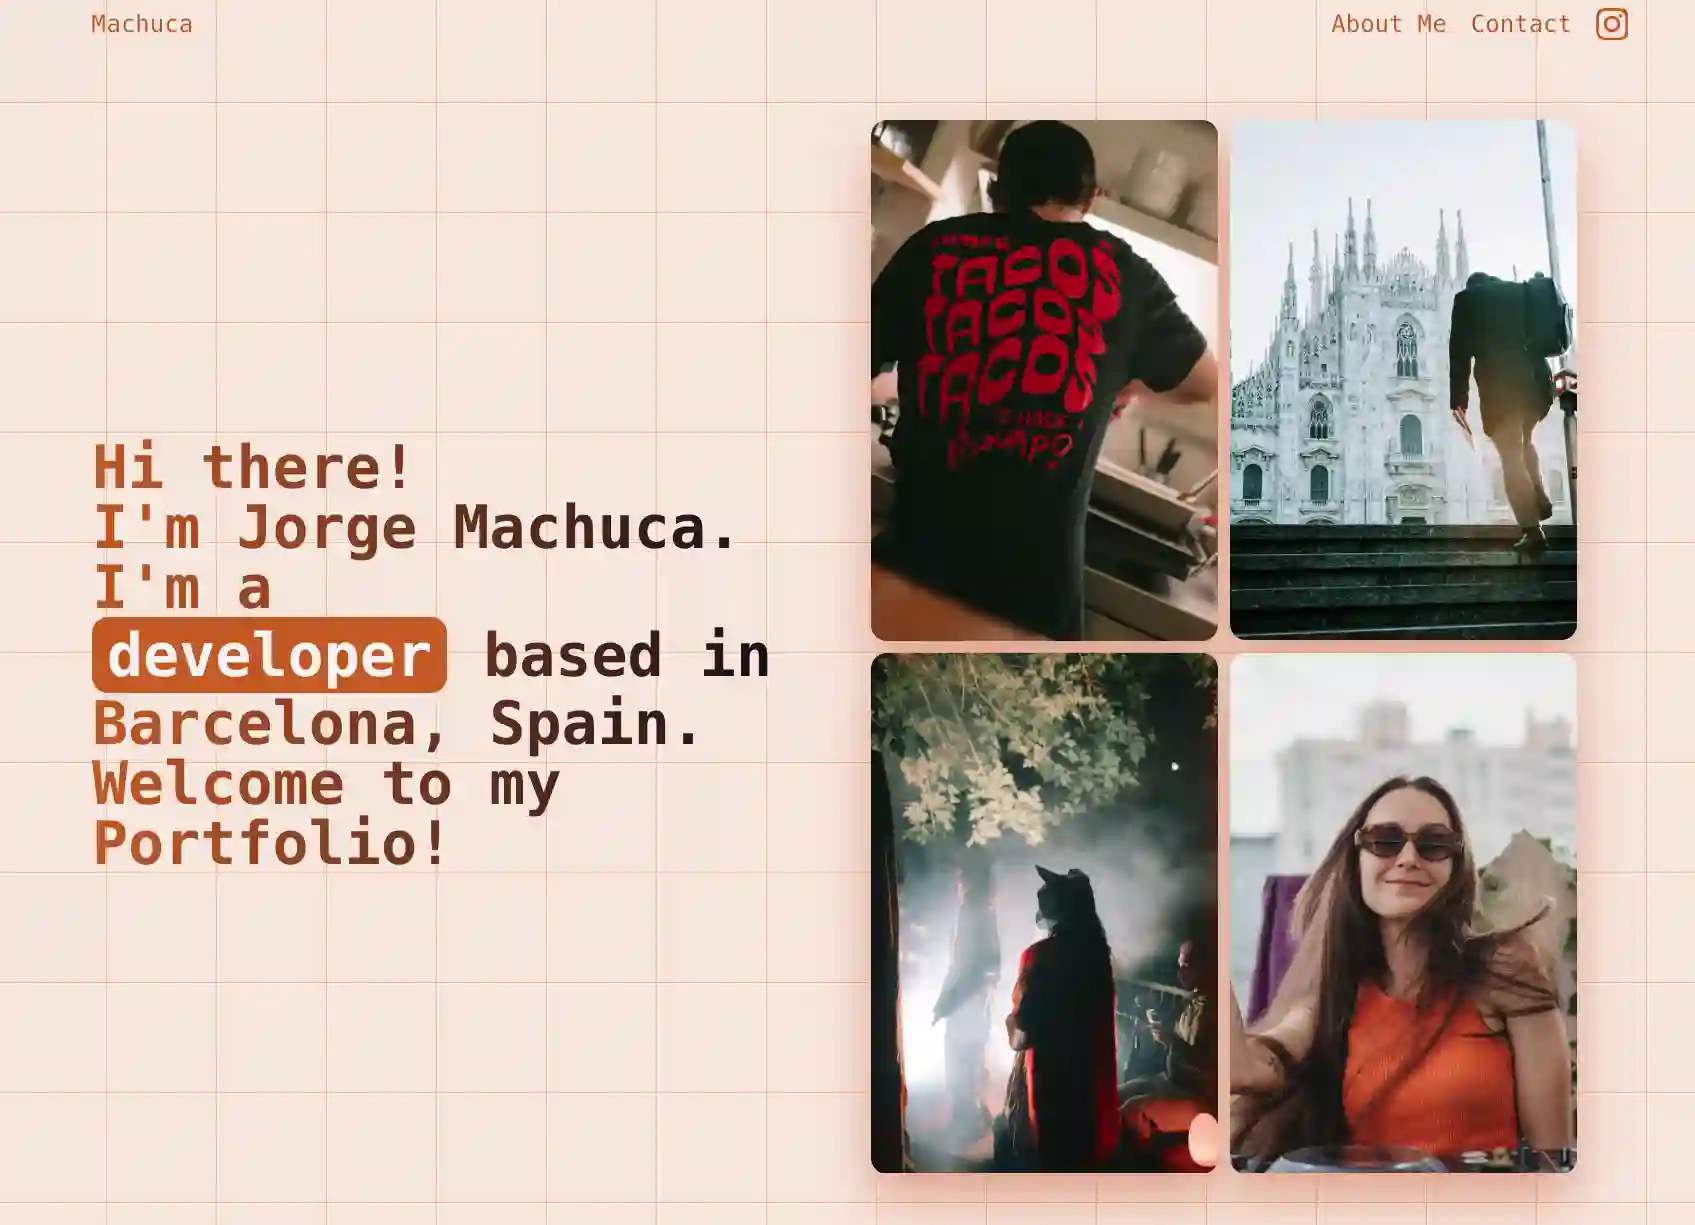 Machuca
About Me Contact
Hi there!
I'm Jorge Machuca.
I'm a
developer based in
Barcelona, Spain.
Welcome to my
Portfolio!
TACOS
TACOS
TACOS